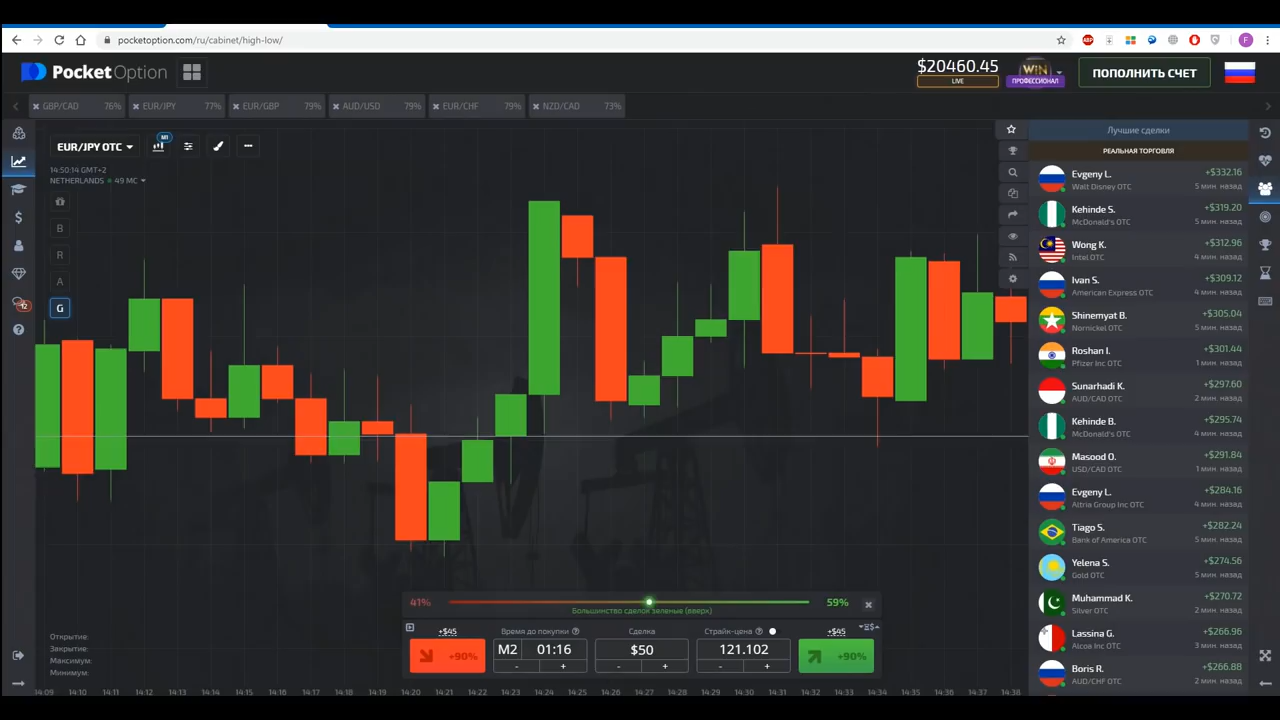 pocketoption.com/ru/cabinet/high-low/
ABP
F
PocketOption
$20460.45
LIVE
WIN
ПРОФЕССИОНАЛ
ПОПОЛНИТЬ СЧЕТ
GBP/CAD 76%
EUR/JPY 77%
EUR/GBP 79%
AUD/USD 79%
EUR/CHF 79%
NZD/CAD 73%
EUR/JPY OTC
M1
14:50:14 GMT+2
NETHERLANDS 49 МС
B
R
A
G
Лучшие сделки
РЕАЛЬНАЯ ТОРГОВЛЯ
Evgeny L. +$332.16
Walt Disney OTC 5 мин. назад
Kehinde S. +$319.20
McDonald's OTC 5 мин. назад
Wong K. +$312.96
Intel OTC 4 мин. назад
Ivan S. +$309.12
American Express OTC 4 мин. назад
Shinemyat B. +$305.04
Nornickel OTC 5 мин. назад
Roshan I. +$301.44
Pfizer Inc OTC 1 мин. назад
Sunarhadi K. +$297.60
AUD/CAD OTC 2 мин. назад
Kehinde B. +$295.74
McDonald's OTC 4 мин. назад
Masood O. +$291.84
USD/CAD OTC 1 мин. назад
Evgeny L. +$284.16
Altria Group Inc OTC 4 мин. назад
Tiago S. +$282.24
Bank of America OTC 5 мин. назад
Yelena S. +$274.56
Gold OTC 5 мин. назад
Muhammad K. +$270.72
Silver OTC 2 мин. назад
Lassina G. +$266.96
Alcoa Inc OTC 3 мин. назад
Boris R. +$266.88
AUD/CHF OTC 2 мин. назад
41% 59%
Большинство сделок зеленые (вверх)
+$45 Время до покупки Сделка Страйк-цена +$45
+90% M2 01:16 $50 121.102 +90%
- + - + - +
Открытие:
Закрытие:
Максимум:
Минимум:
14:09 14:10 14:11 14:12 14:13 14:14 14:15 14:16 14:17 14:18 14:19 14:20 14:21 14:22 14:23 14:24 14:25 14:26 14:27 14:28 14:29 14:30 14:31 14:32 14:33 14:34 14:35 14:36 14:37 14:38